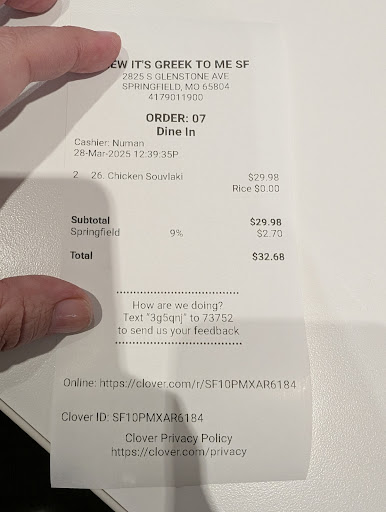 EW IT'S GREEK TO ME SF
2825 S GLENSTONE AVE
SPRINGFIELD, MO 65804
4179011900
ORDER: 07
Dine In
Cashier: Numan
28-Mar-2025 12:39:35P
2 26. Chicken Souvlaki $29.98
Rice $0.00
Subtotal $29.98
Springfield 9% $2.70
Total $32.68
How are we doing?
Text "3g5qnj" to 73752
to send us your feedback
Online: https://clover.com/r/SF10PMXAR6184
Clover ID: SF10PMXAR6184
Clover Privacy Policy
https://clover.com/privacy